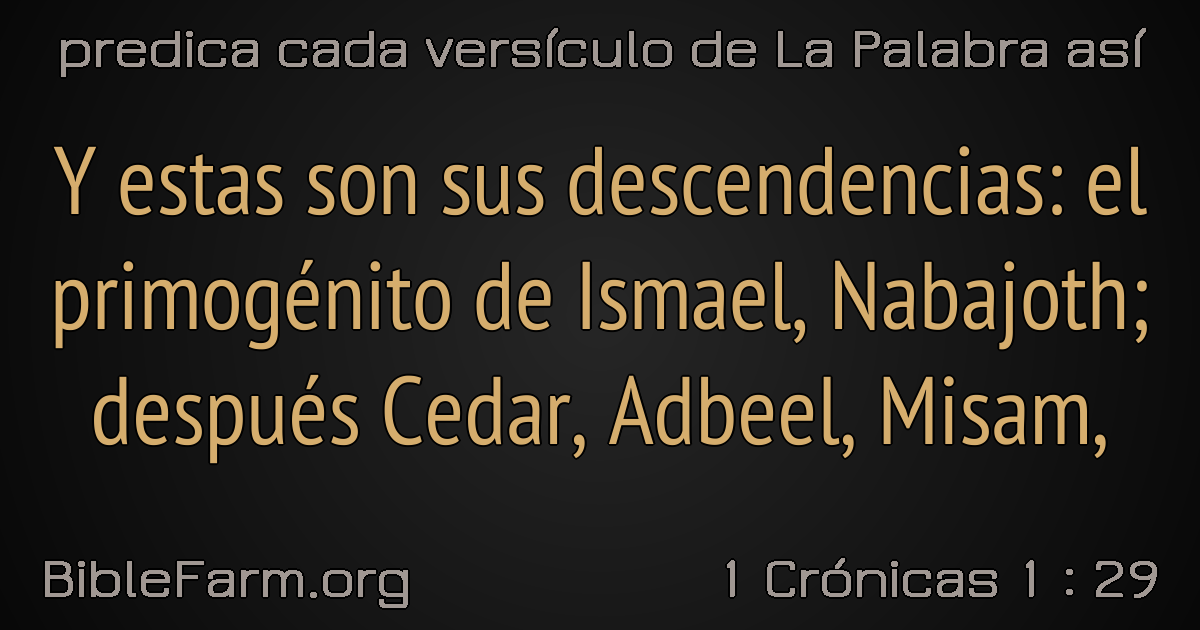 predica cada versículo de La Palabra así
Y estas son sus descendencias: el
primogénito de Ismael, Nabajoth;
después Cedar, Adbeel, Misam,
BibleFarm.org
1 Crónicas 1 : 29